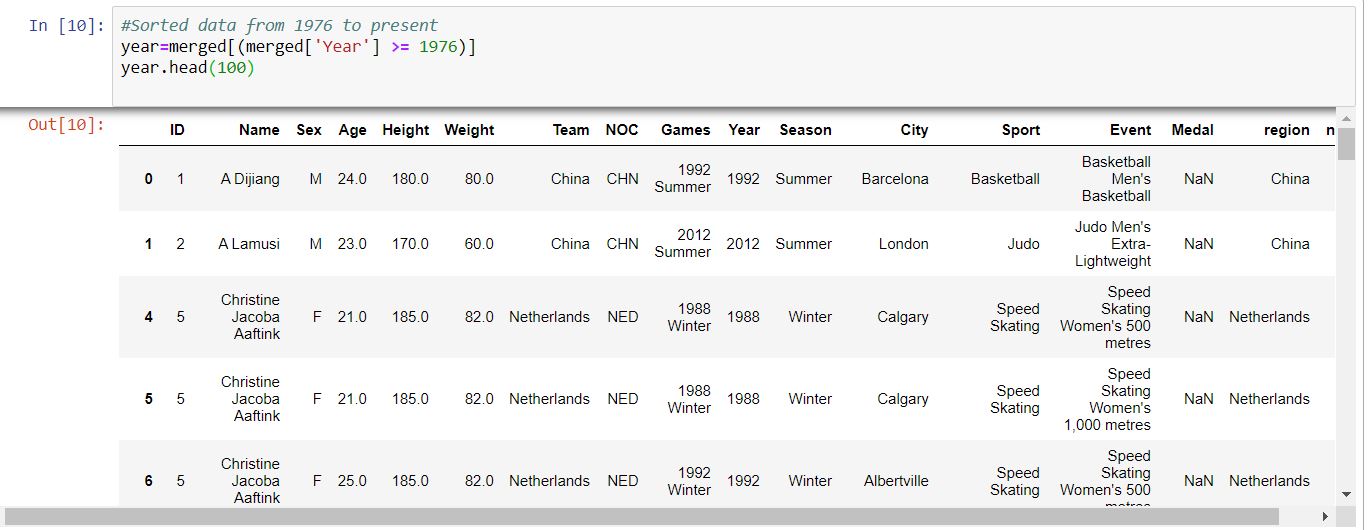 In [10]: #Sorted data from 1976 to present
year=merged[(merged['Year'] >= 1976)]
year.head(100)
Out[10]:
ID Name Sex Age Height Weight Team NOC Games Year Season City Sport Event Medal region n
0 1 A Dijiang M 24.0 180.0 80.0 China CHN 1992 Summer 1992 Summer Barcelona Basketball Basketball Men's Basketball NaN China
1 2 A Lamusi M 23.0 170.0 60.0 China CHN 2012 Summer 2012 Summer London Judo Judo Men's Extra-Lightweight NaN China
4 5 Christine Jacoba Aaftink F 21.0 185.0 82.0 Netherlands NED 1988 Winter 1988 Winter Calgary Speed Skating Speed Skating Women's 500 metres NaN Netherlands
5 5 Christine Jacoba Aaftink F 21.0 185.0 82.0 Netherlands NED 1988 Winter 1988 Winter Calgary Speed Skating Speed Skating Women's 1,000 metres NaN Netherlands
6 5 Christine Jacoba Aaftink F 25.0 185.0 82.0 Netherlands NED 1992 Winter 1992 Winter Albertville Speed Skating Speed Skating Women's 500 metres NaN Netherlands